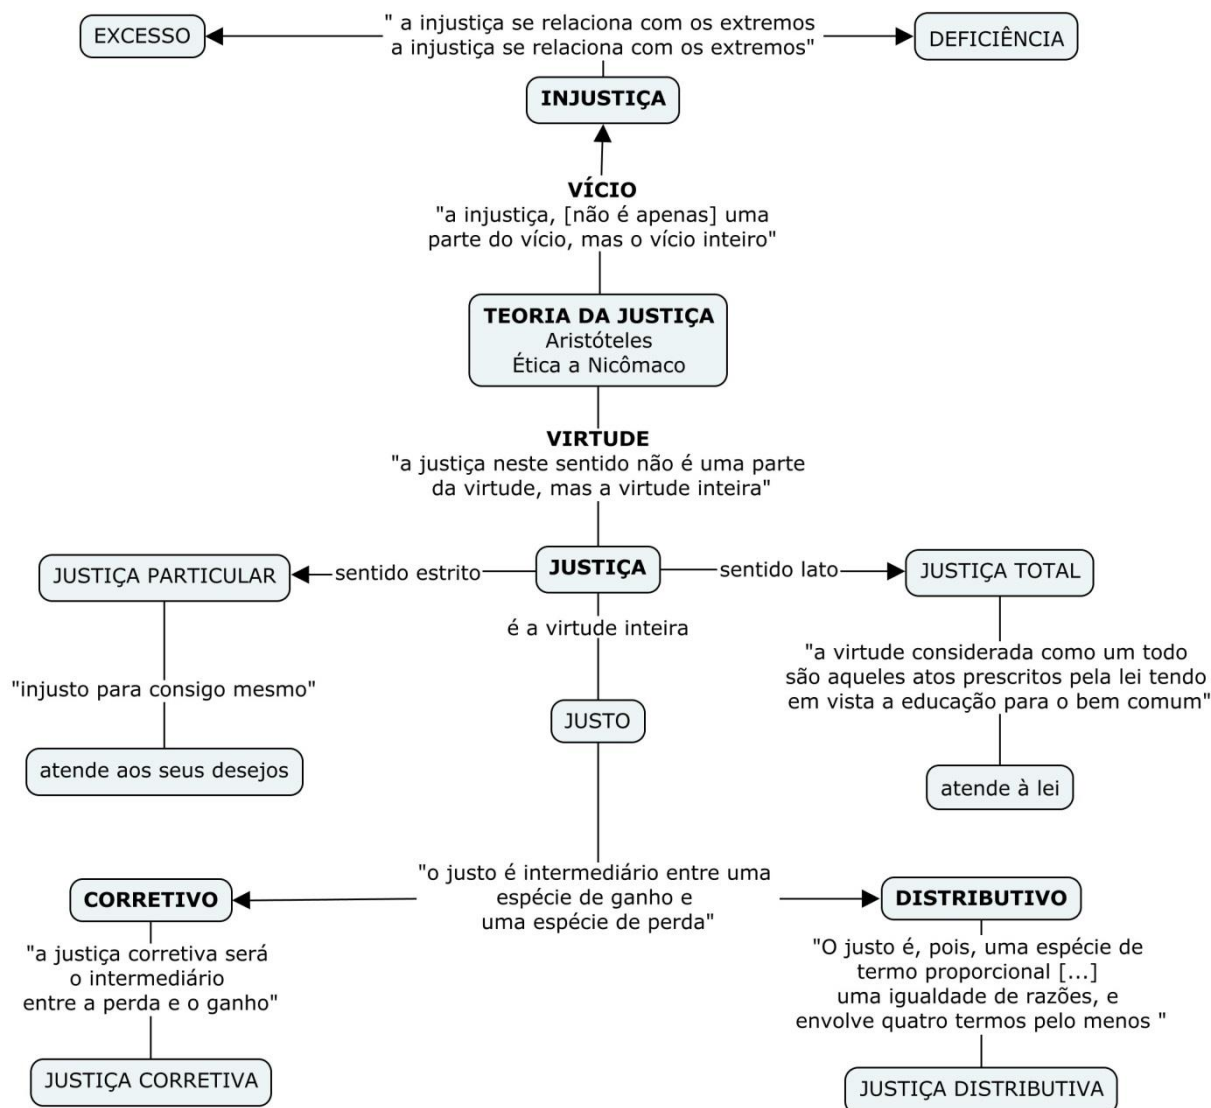 EXCESSO
" a injustiça se relaciona com os extremos
a injustiça se relaciona com os extremos"
DEFICIÊNCIA
INJUSTIÇA
VÍCIO
"a injustiça, [não é apenas] uma
parte do vício, mas o vício inteiro"
TEORIA DA JUSTIÇA
Aristóteles
Ética a Nicômaco
VIRTUDE
"a justiça neste sentido não é uma parte
da virtude, mas a virtude inteira"
JUSTIÇA PARTICULAR
sentido estrito
JUSTIÇA
sentido lato
JUSTIÇA TOTAL
é a virtude inteira
"injusto para consigo mesmo"
JUSTO
"a virtude considerada como um todo
são aqueles atos prescritos pela lei tendo
em vista a educação para o bem comum"
atende aos seus desejos
atende à lei
"o justo é intermediário entre uma
espécie de ganho e
uma espécie de perda"
CORRETIVO
DISTRIBUTIVO
"a justiça corretiva será
o intermediário
entre a perda e o ganho"
"O justo é, pois, uma espécie de
termo proporcional [...]
uma igualdade de razões, e
envolve quatro termos pelo menos "
JUSTIÇA CORRETIVA
JUSTIÇA DISTRIBUTIVA